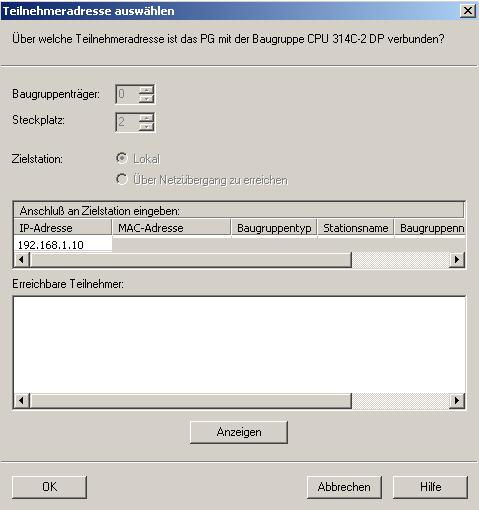 Teilnehmeradresse auswählen
Über welche Teilnehmeradresse ist das PG mit der Baugruppe CPU 314C-2 DP verbunden?
Baugruppenträger: 0
Steckplatz: 2
Zielstation: Lokal
Über Netzübergang zu erreichen
Anschluß an Zielstation eingeben:
IP-Adresse MAC-Adresse Baugruppentyp Stationsname Baugruppenn
192.168.1.10
Erreichbare Teilnehmer:
Anzeigen
OK Abbrechen Hilfe